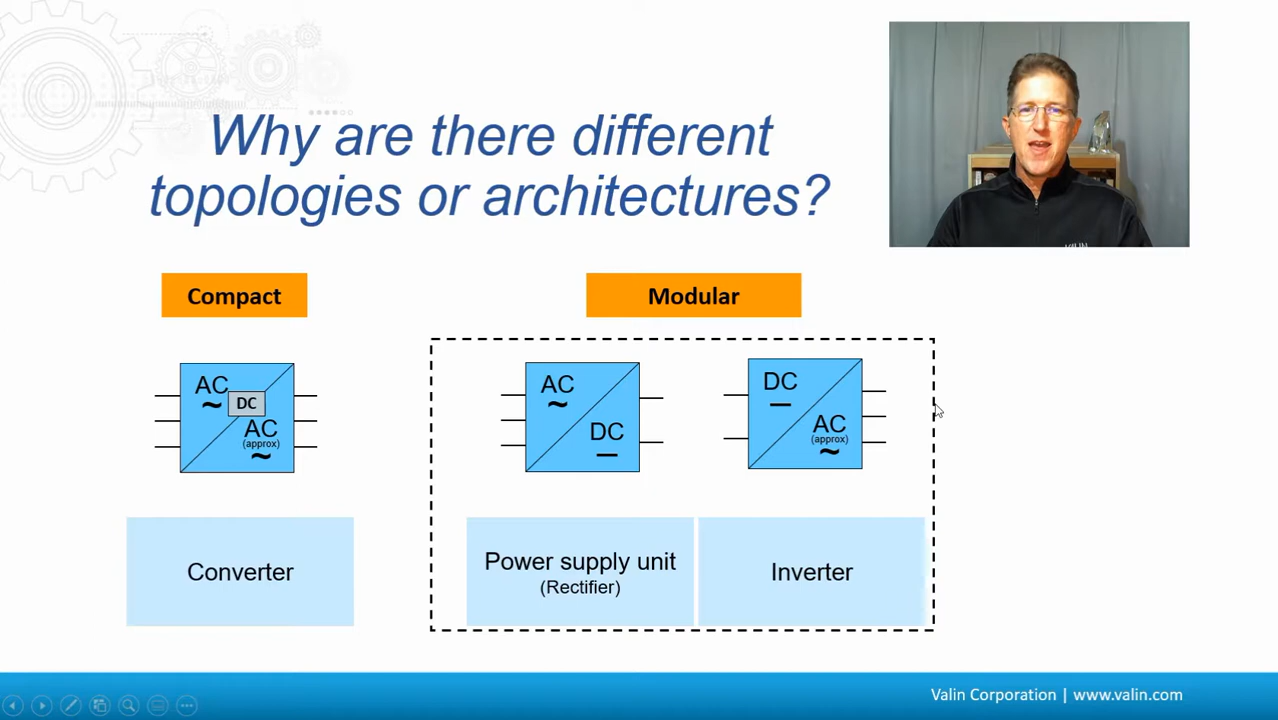 Why are there different
topologies or architectures?
Compact
Modular
AC
~
DC
AC
(approx)
~
AC
~
DC
—
DC
—
AC
(approx)
~
Converter
Power supply unit
(Rectifier)
Inverter
Valin Corporation | www.valin.com